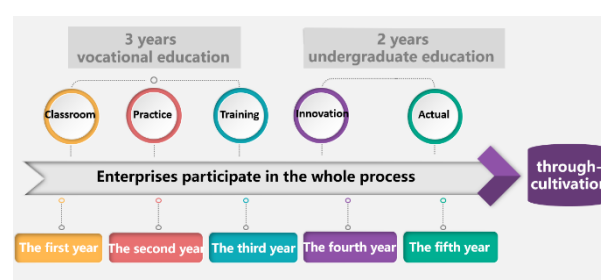 3 years
vocational education
2 years
undergraduate education
Classroom
Practice
Training
Innovation
Actual
Enterprises participate in the whole process
through-
cultivation
The first year
The second year
The third year
The fourth year
The fifth year